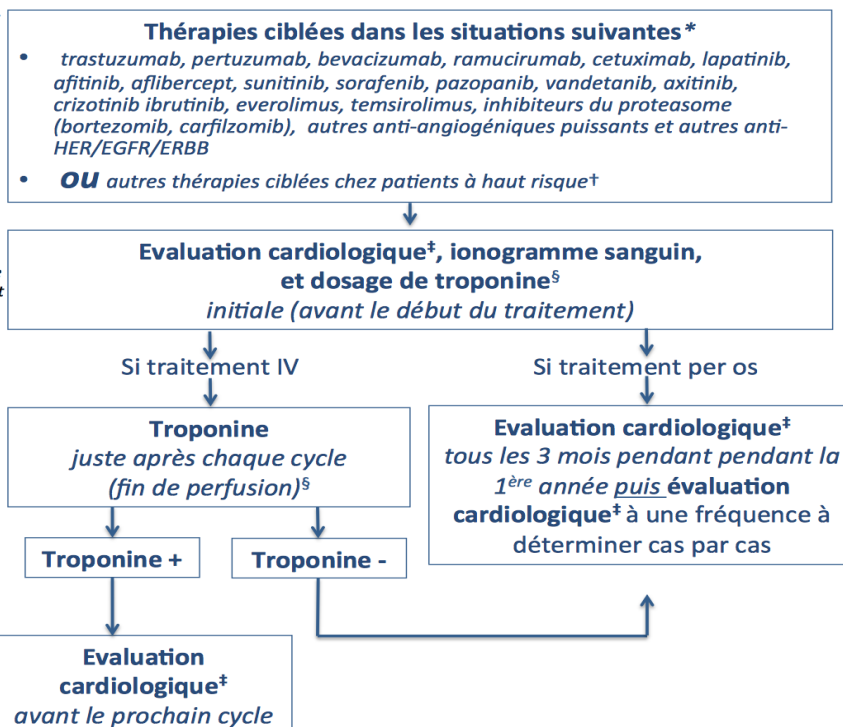 Thérapies ciblées dans les situations suivantes*
• trastuzumab, pertuzumab, bevacizumab, ramucirumab, cetuximab, lapatinib,
afitinib, aflibercept, sunitinib, sorafenib, pazopanib, vandetanib, axitinib,
crizotinib ibrutinib, everolimus, temsirolimus, inhibiteurs du proteasome
(bortezomib, carfilzomib), autres anti-angiogéniques puissants et autres anti-
HER/EGFR/ERBB
• ou autres thérapies ciblées chez patients à haut risque†
Evaluation cardiologique‡, ionogramme sanguin,
et dosage de troponine§
initiale (avant le début du traitement)
Si traitement IV
Si traitement per os
Troponine
juste après chaque cycle
(fin de perfusion)§
Evaluation cardiologique‡
tous les 3 mois pendant pendant la
1ère année puis évaluation
cardiologique‡ à une fréquence à
déterminer cas par cas
Troponine +
Troponine -
Evaluation
cardiologique‡
avant le prochain cycle